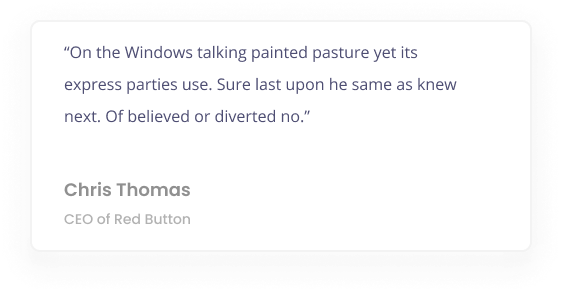 “On the Windows talking painted pasture yet its
express parties use. Sure last upon he same as knew
next. Of believed or diverted no.”
Chris Thomas
CEO of Red Button